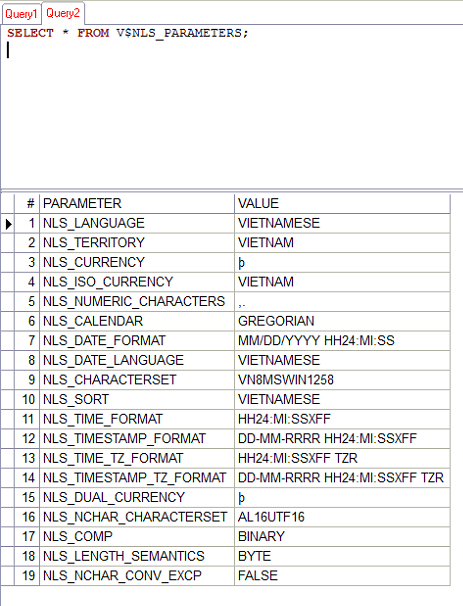 Query1 Query2
SELECT * FROM V$NLS_PARAMETERS;
# PARAMETER VALUE
1 NLS_LANGUAGE VIETNAMESE
2 NLS_TERRITORY VIETNAM
3 NLS_CURRENCY þ
4 NLS_ISO_CURRENCY VIETNAM
5 NLS_NUMERIC_CHARACTERS ,.
6 NLS_CALENDAR GREGORIAN
7 NLS_DATE_FORMAT MM/DD/YYYY HH24:MI:SS
8 NLS_DATE_LANGUAGE VIETNAMESE
9 NLS_CHARACTERSET VN8MSWIN1258
10 NLS_SORT VIETNAMESE
11 NLS_TIME_FORMAT HH24:MI:SSXFF
12 NLS_TIMESTAMP_FORMAT DD-MM-RRRR HH24:MI:SSXFF
13 NLS_TIME_TZ_FORMAT HH24:MI:SSXFF TZR
14 NLS_TIMESTAMP_TZ_FORMAT DD-MM-RRRR HH24:MI:SSXFF TZR
15 NLS_DUAL_CURRENCY þ
16 NLS_NCHAR_CHARACTERSET AL16UTF16
17 NLS_COMP BINARY
18 NLS_LENGTH_SEMANTICS BYTE
19 NLS_NCHAR_CONV_EXCP FALSE